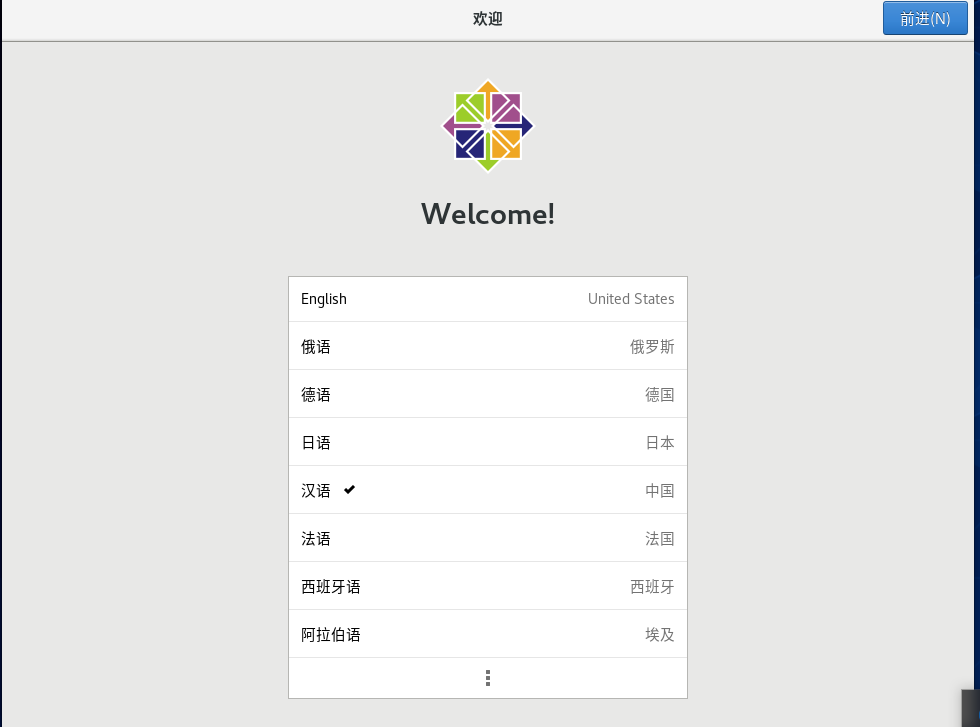 欢迎
前进(N)
Welcome!
English United States
俄语 俄罗斯
德语 德国
日语 日本
汉语 中国
法语 法国
西班牙语 西班牙
阿拉伯语 埃及